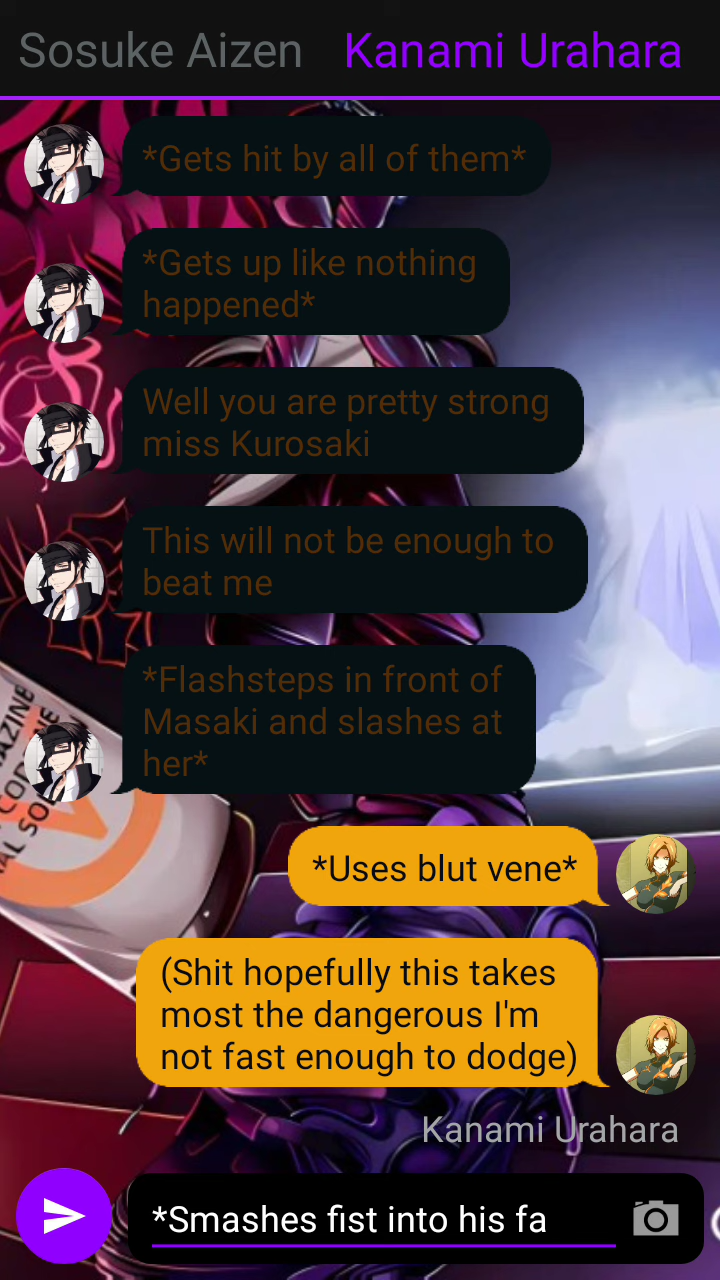 Sosuke Aizen Kanami Urahara
*Gets hit by all of them*
*Gets up like nothing
happened*
Well you are pretty strong
miss Kurosaki
This will not be enough to
beat me
*Flashsteps in front of
Masaki and slashes at
her*
*Uses blut vene*
(Shit hopefully this takes
most the dangerous I'm
not fast enough to dodge)
Kanami Urahara
*Smashes fist into his fa